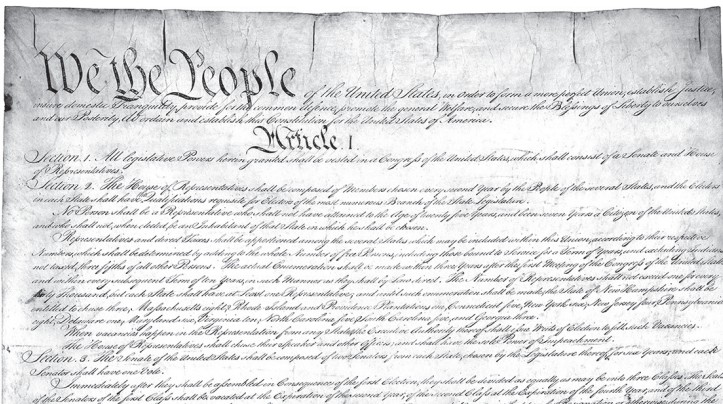 We the People of the United States, in Order to form a more perfect Union, establish Justice,
insure domestic Tranquility, provide for the common defence, promote the general Welfare, and secure the Blessings of Liberty to ourselves
and our Posterity, do ordain and establish this Constitution for the United States of America.
Article. I.
Section. 1. All legislative Powers herein granted shall be vested in a Congress of the United States, which shall consist of a Senate and House
of Representatives.
Section. 2. The House of Representatives shall be composed of Members chosen every second Year by the People of the several States, and the Electors
in each State shall have Qualifications requisite for Electors of the most numerous Branch of the State Legislature.
No Person shall be a Representative who shall not have attained to the Age of twenty five Years, and been seven Years a Citizen of the United States,
and who shall not, when elected, be an Inhabitant of that State in which he shall be chosen.
Representatives and direct Taxes shall be apportioned among the several States which may be included within this Union, according to their respective
Numbers, which shall be determined by adding to the whole Number of free Persons, including those bound to Service for a Term of Years, and excluding Indians
not taxed, three fifths of all other Persons. The actual Enumeration shall be made within three Years after the first Meeting of the Congress of the United States,
and within every subsequent Term of ten Years, in such Manner as they shall by Law direct. The Number of Representatives shall not exceed one for every
thirty Thousand, but each State shall have at Least one Representative; and until such enumeration shall be made, the State of New Hampshire shall be
entitled to chuse three, Massachusetts eight, Rhode Island and Providence Plantations one, Connecticut five, New York six, New Jersey four, Pennsylvania
eight, Delaware one, Maryland six, Virginia ten, North Carolina five, South Carolina five, and Georgia three.
When vacancies happen in the Representation from any State, the Executive Authority thereof shall issue Writs of Election to fill such Vacancies.
The House of Representatives shall chuse their Speaker and other Officers; and shall have the sole Power of Impeachment.
Section. 3. The Senate of the United States shall be composed of two Senators from each State, chosen by the Legislature thereof, for six Years; and each
Senator shall have one Vote.
Immediately after they shall be assembled in Consequence of the first Election, they shall be divided as equally as may be into three Classes. The Seats
of the Senators of the first Class shall be vacated at the Expiration of the second Year, of the second Class at the Expiration of the fourth Year, and of the third